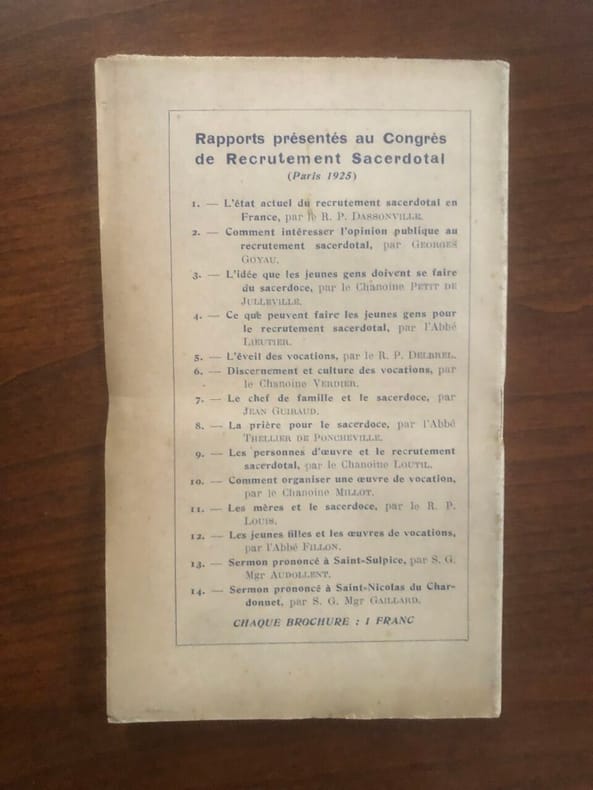 Rapports présentés au Congrès
de Recrutement Sacerdotal
(Paris 1925)
1. — L'état actuel du recrutement sacerdotal en
France, par le R. P. DASSONVILLE.
2. — Comment intéresser l'opinion publique au
recrutement sacerdotal, par GEORGES
GOYAU.
3. — L'idée que les jeunes gens doivent se faire
du sacerdoce, par le Chanoine PETIT DE
JULLEVILLE.
4. — Ce que peuvent faire les jeunes gens pour
le recrutement sacerdotal, par l'Abbé
LIEUTIER.
5. — L'éveil des vocations, par le R. P. DELBREL.
6. — Discernement et culture des vocations, par
le Chanoine VERDIER.
7. — Le chef de famille et le sacerdoce, par
JEAN GUIRAUD.
8. — La prière pour le sacerdoce, par l'Abbé
THELLIER DE PONCHEVILLE.
9. — Les personnes d'œuvre et le recrutement
sacerdotal, par le Chanoine LOUTIL.
10. — Comment organiser une œuvre de vocation,
par le Chanoine MILLOT.
11. — Les mères et le sacerdoce, par le R. P.
LOUIS.
12. — Les jeunes filles et les œuvres de vocations,
par l'Abbé FILLON.
13. — Sermon prononcé à Saint-Sulpice, par S. G.
Mgr AUDOLLENT.
14. — Sermon prononcé à Saint-Nicolas du Char-
donnet, par S. G. Mgr GAILLARD.
CHAQUE BROCHURE : 1 FRANC